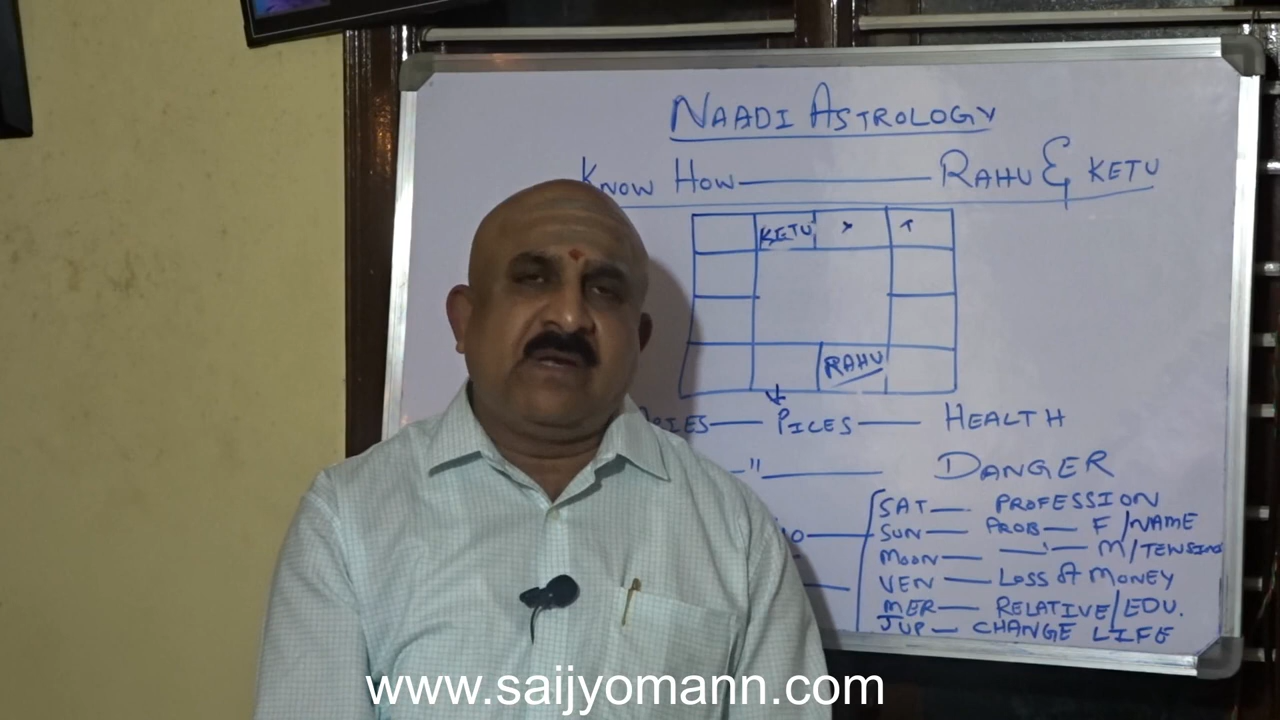 NAADI ASTROLOGY
KNOW HOW — RAHU & KETU
KETU
RAHU
PICES — HEALTH
—"— DANGER
SAT — PROFESSION
SUN — PROB — F/NAME
MOON — " — M/TENSION
VEN — LOSS OF MONEY
MER — RELATIVE/EDU.
JUP — CHANGE LIFE
www.saijyomann.com